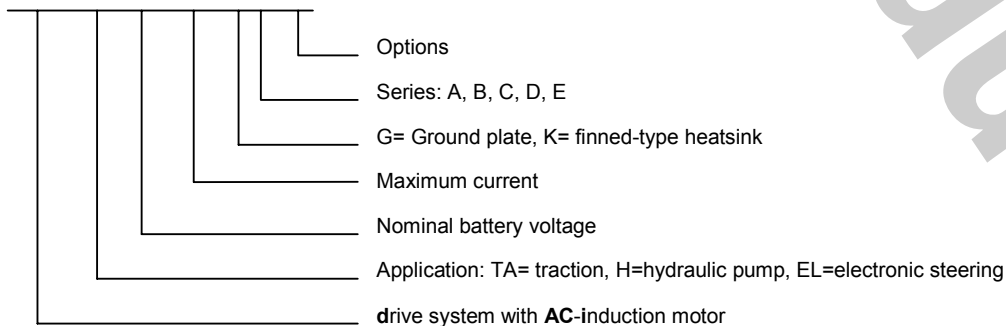 Options
Series: A, B, C, D, E
G= Ground plate, K= finned-type heatsink
Maximum current
Nominal battery voltage
Application: TA= traction, H=hydraulic pump, EL=electronic steering
drive system with AC-induction motor